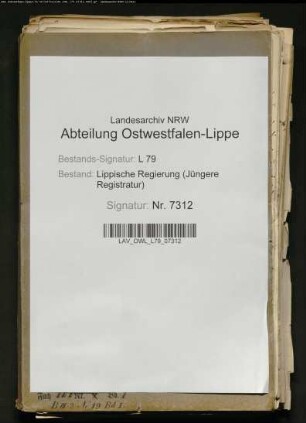 Landesarchiv NRW
Abteilung Ostwestfalen-Lippe
Bestands-Signatur: L 79
Bestand: Lippische Regierung (Jüngere
Registratur)
Signatur: Nr. 7312
LAV_OWL_L79_07312